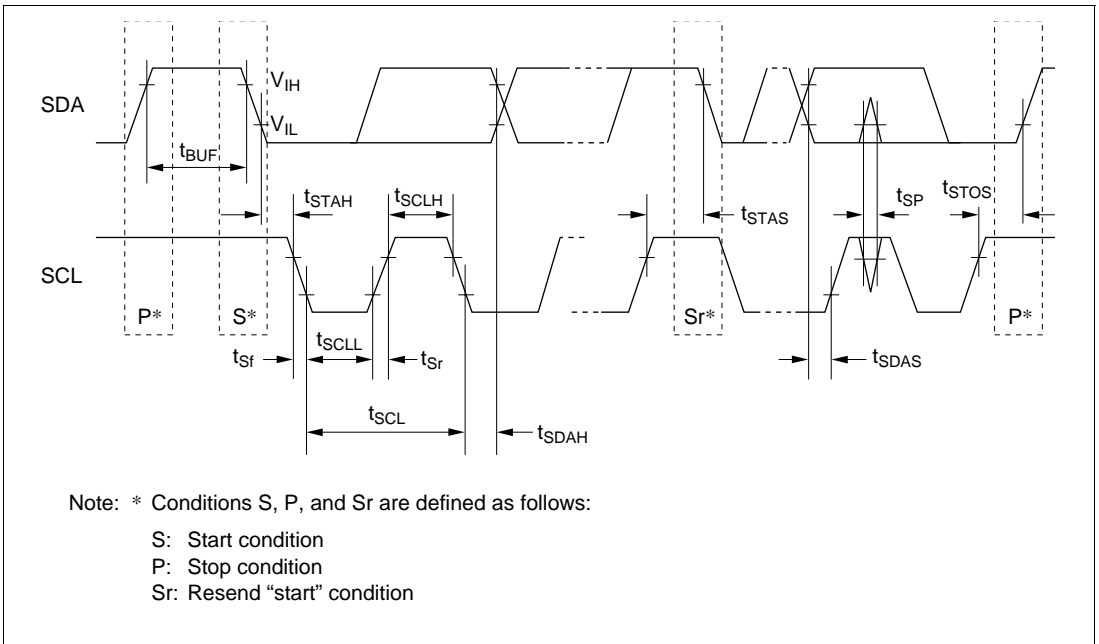 SDA
V_IH
V_IL
t_BUF
t_STAH
t_SCLH
t_STAS
t_SP
t_STOS
SCL
P*
S*
Sr*
P*
t_Sf
t_SCLL
t_Sr
t_SDAS
t_SCL
t_SDAH
Note: * Conditions S, P, and Sr are defined as follows:
S: Start condition
P: Stop condition
Sr: Resend “start” condition